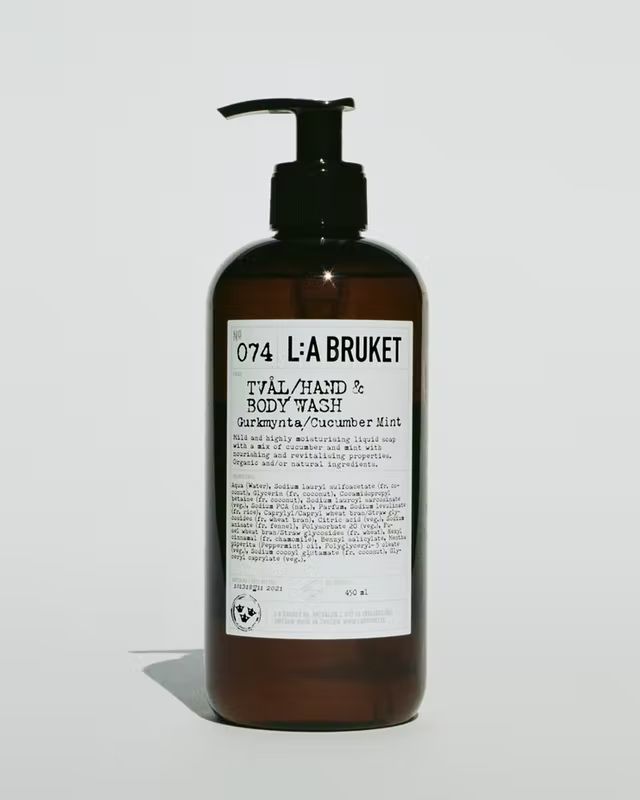 Nº
074 L:A BRUKET
TVÅL/HAND &
BODY WASH
Gurkmynta/Cucumber Mint
Mild and highly moisturising liquid soap
with a mix of cucumber and mint with
nourishing and revitalising properties.
Organic and/or natural ingredients.
Aqua (Water), Sodium lauryl sulfoacetate (fr. co-
conut), Glycerin (fr. coconut), Cocamidopropyl
betaine (fr. coconut), Sodium lauroyl sarcosinate
(veg.), Sodium PCA (nat.), Parfum, Sodium levulinate
(fr. rice), Caprylyl/Capryl wheat bran/Straw gly-
cosides (fr. wheat bran), Citric acid (veg.), Sodium
anisate (fr. fennel), Polysorbate 20 (veg.),
sel wheat bran/Straw glycosides (fr. wheat), Hexyl
cinnamal (fr. chamomile), Benzyl salicylate, Mentha
piperita (Peppermint) oil, Polyglyceryl-5 oleate
(veg.), Sodium cocoyl glutamate (fr. coconut), Gly-
ceryl caprylate (veg.).
2021
450 ml